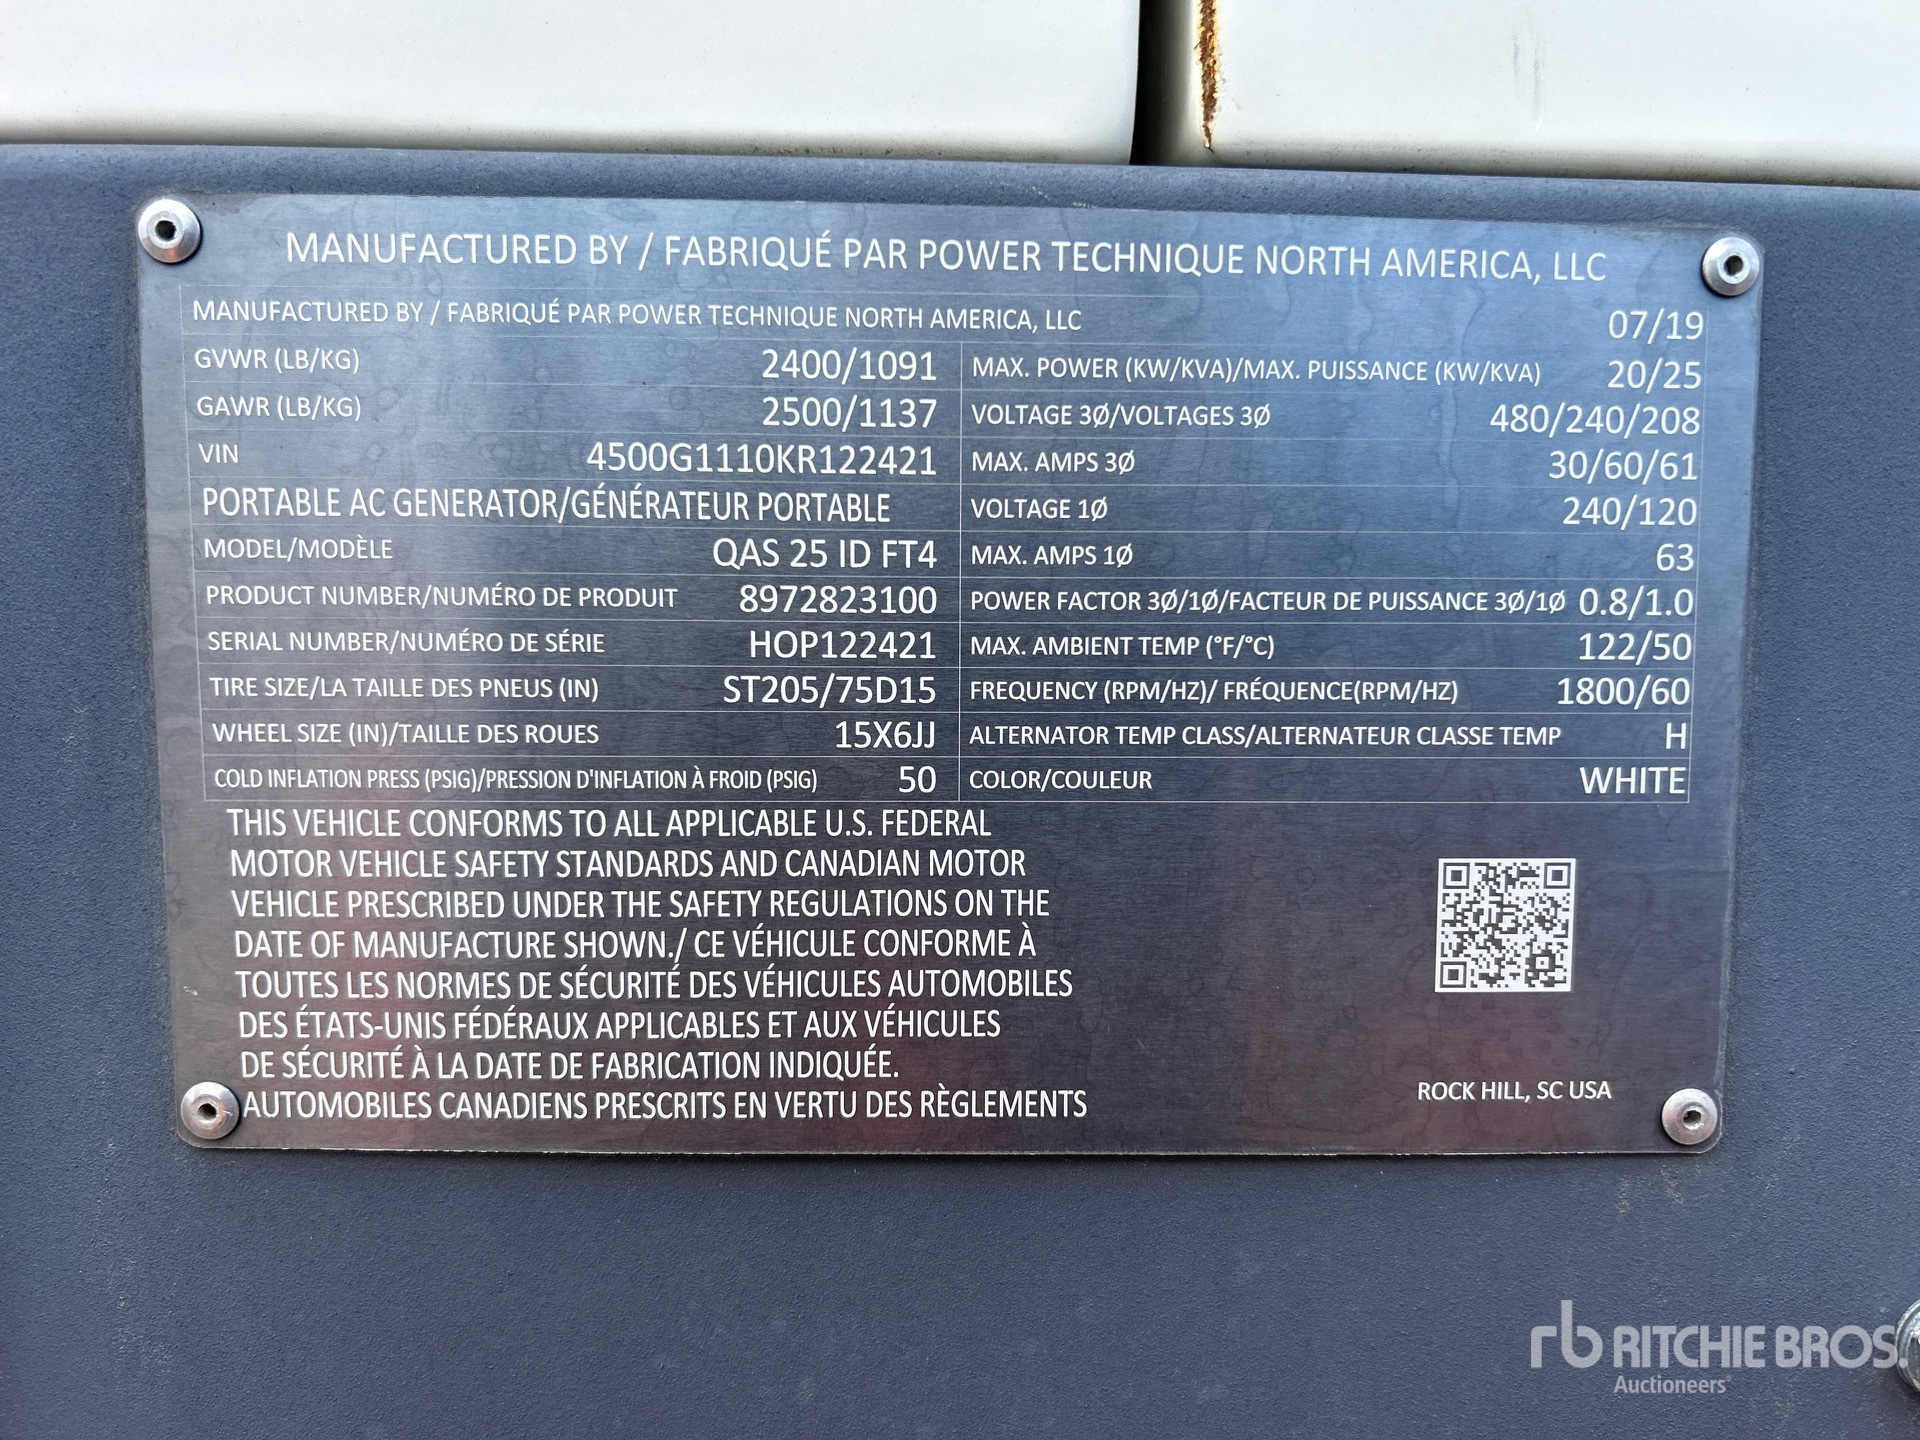 MANUFACTURED BY / FABRIQUÉ PAR POWER TECHNIQUE NORTH AMERICA, LLC
MANUFACTURED BY / FABRIQUÉ PAR POWER TECHNIQUE NORTH AMERICA, LLC 07/19
GVWR (LB/KG) 2400/1091 MAX. POWER (KW/KVA)/MAX. PUISSANCE (KW/KVA) 20/25
GAWR (LB/KG) 2500/1137 VOLTAGE 3Ø/VOLTAGES 3Ø 480/240/208
VIN 4500G1110KR122421 MAX. AMPS 3Ø 30/60/61
PORTABLE AC GENERATOR/GÉNÉRATEUR PORTABLE VOLTAGE 1Ø 240/120
MODEL/MODÈLE QAS 25 ID FT4 MAX. AMPS 1Ø 63
PRODUCT NUMBER/NUMÉRO DE PRODUIT 8972823100 POWER FACTOR 3Ø/1Ø/FACTEUR DE PUISSANCE 3Ø/1Ø 0.8/1.0
SERIAL NUMBER/NUMÉRO DE SÉRIE HOP122421 MAX. AMBIENT TEMP (°F/°C) 122/50
TIRE SIZE/LA TAILLE DES PNEUS (IN) ST205/75D15 FREQUENCY (RPM/HZ)/ FRÉQUENCE(RPM/HZ) 1800/60
WHEEL SIZE (IN)/TAILLE DES ROUES 15X6JJ ALTERNATOR TEMP CLASS/ALTERNATEUR CLASSE TEMP H
COLD INFLATION PRESS (PSIG)/PRESSION D'INFLATION À FROID (PSIG) 50 COLOR/COULEUR WHITE
THIS VEHICLE CONFORMS TO ALL APPLICABLE U.S. FEDERAL
MOTOR VEHICLE SAFETY STANDARDS AND CANADIAN MOTOR
VEHICLE PRESCRIBED UNDER THE SAFETY REGULATIONS ON THE
DATE OF MANUFACTURE SHOWN./ CE VÉHICULE CONFORME À
TOUTES LES NORMES DE SÉCURITÉ DES VÉHICULES AUTOMOBILES
DES ÉTATS-UNIS FÉDÉRAUX APPLICABLES ET AUX VÉHICULES
DE SÉCURITÉ À LA DATE DE FABRICATION INDIQUÉE.
AUTOMOBILES CANADIENS PRESCRITS EN VERTU DES RÈGLEMENTS
ROCK HILL, SC USA
rb RITCHIE BROS.
Auctioneers